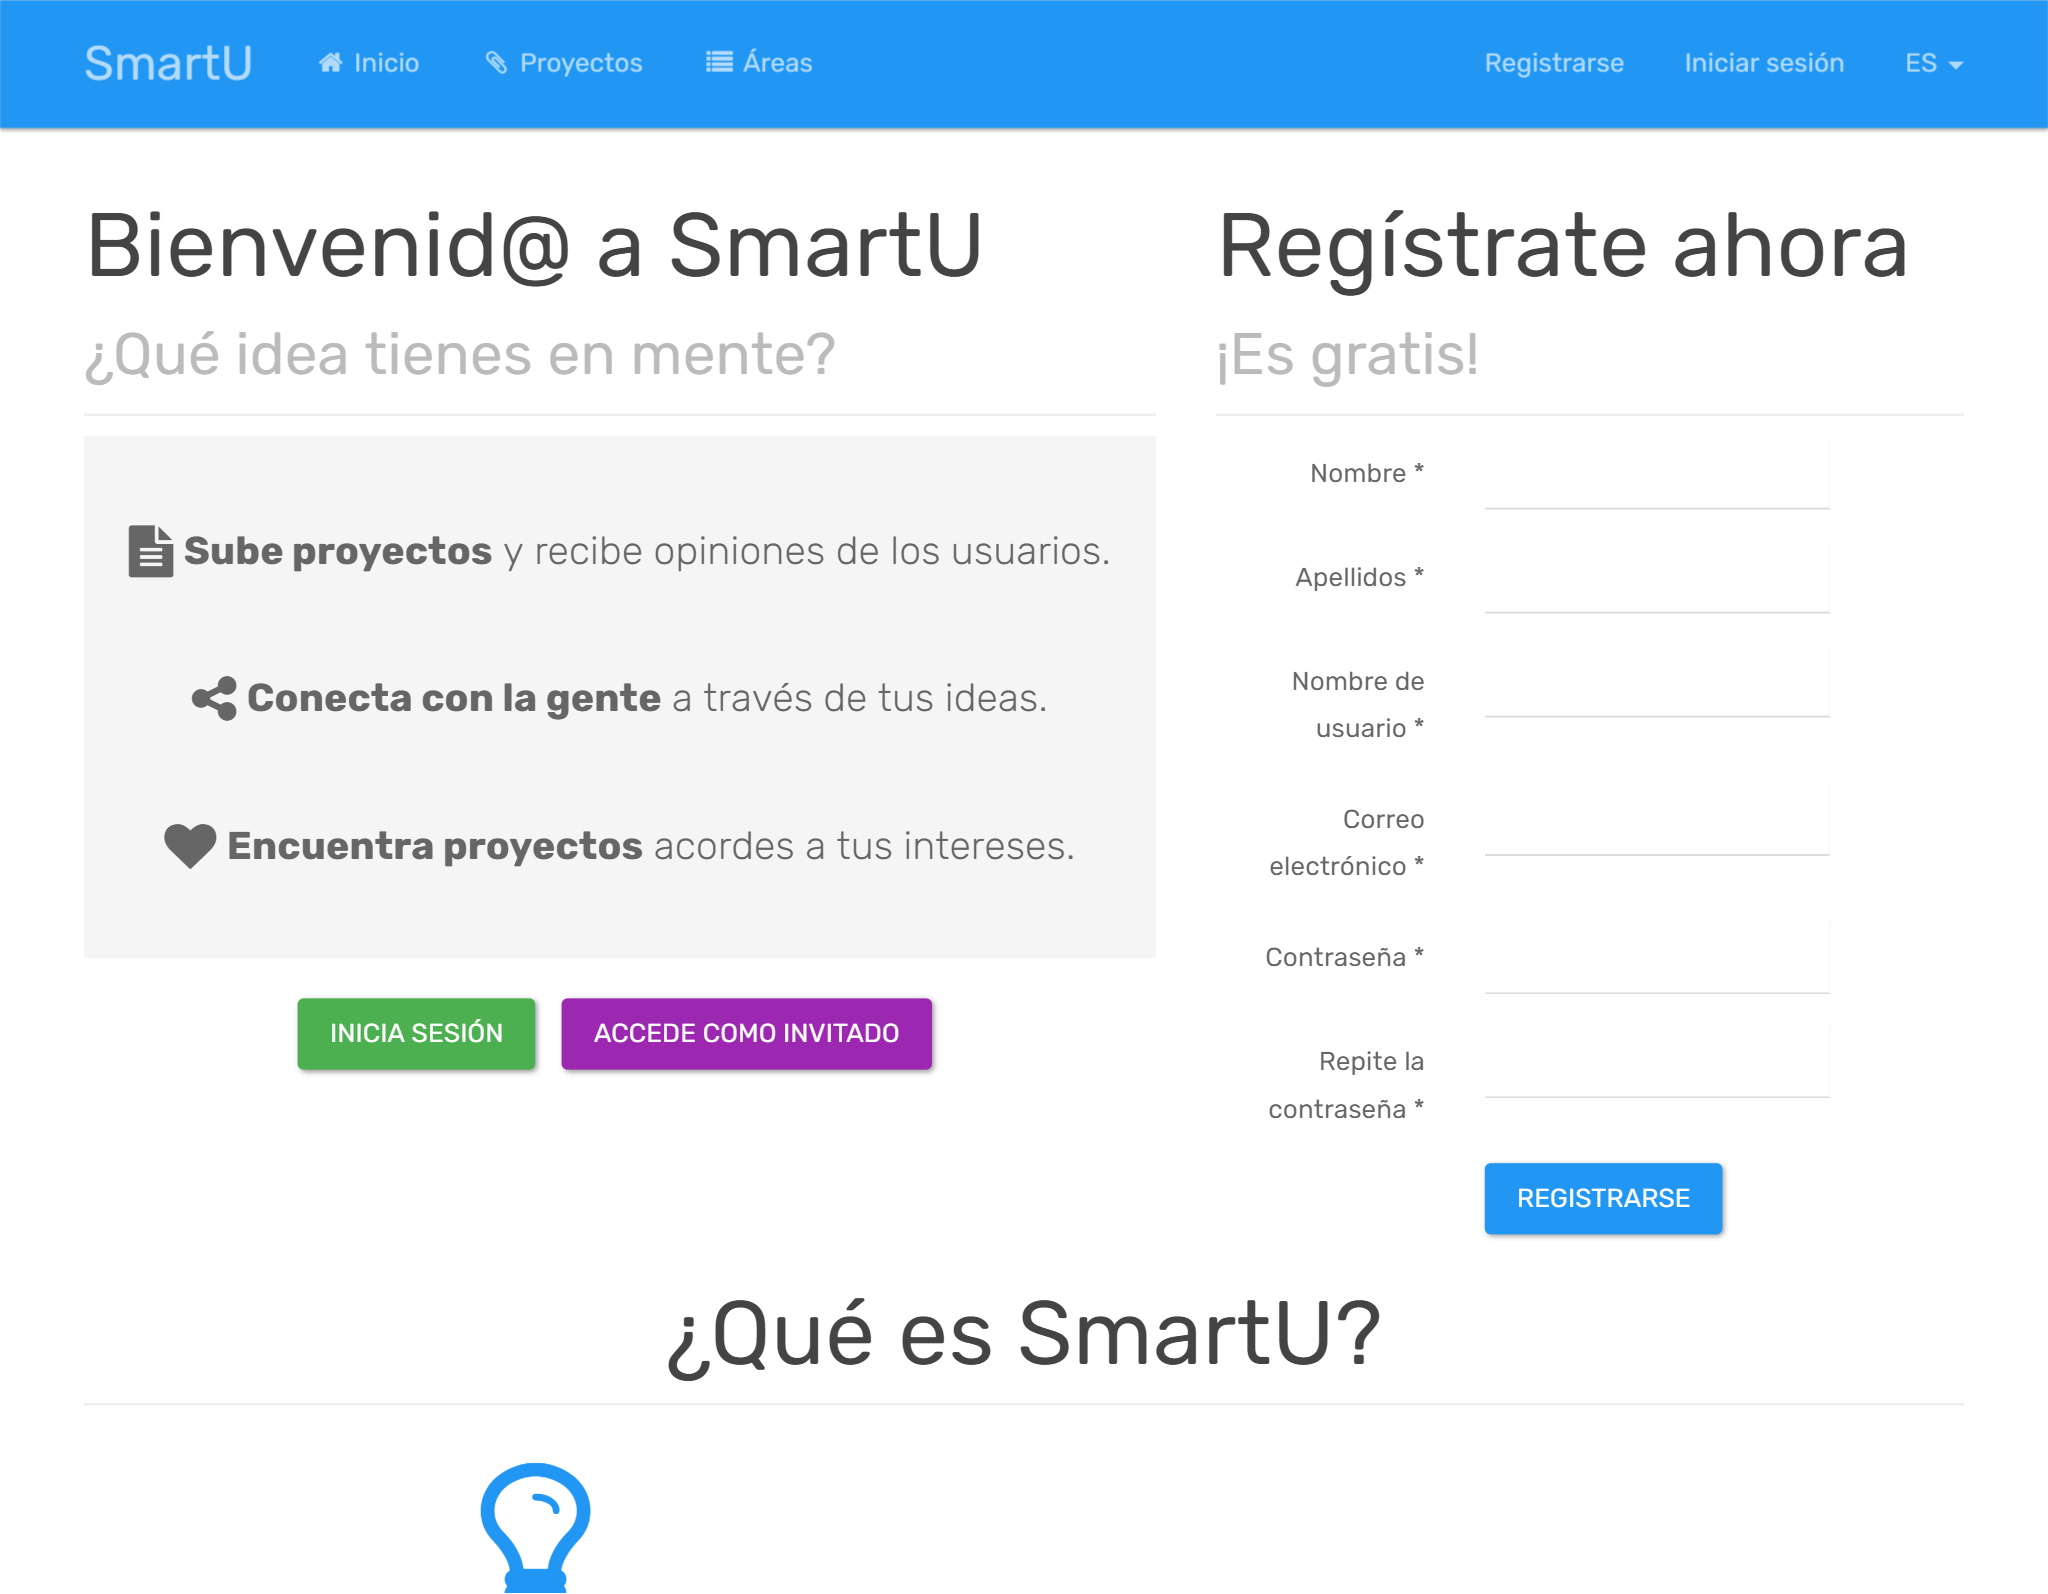 SmartU
Inicio
Proyectos
Áreas
Registrarse
Iniciar sesión
ES
Bienvenid@ a SmartU
¿Qué idea tienes en mente?
Sube proyectos y recibe opiniones de los usuarios.
Conecta con la gente a través de tus ideas.
Encuentra proyectos acordes a tus intereses.
INICIA SESIÓN
ACCEDE COMO INVITADO
Regístrate ahora
¡Es gratis!
Nombre *
Apellidos *
Nombre de
usuario *
Correo
electrónico *
Contraseña *
Repite la
contraseña *
REGISTRARSE
¿Qué es SmartU?